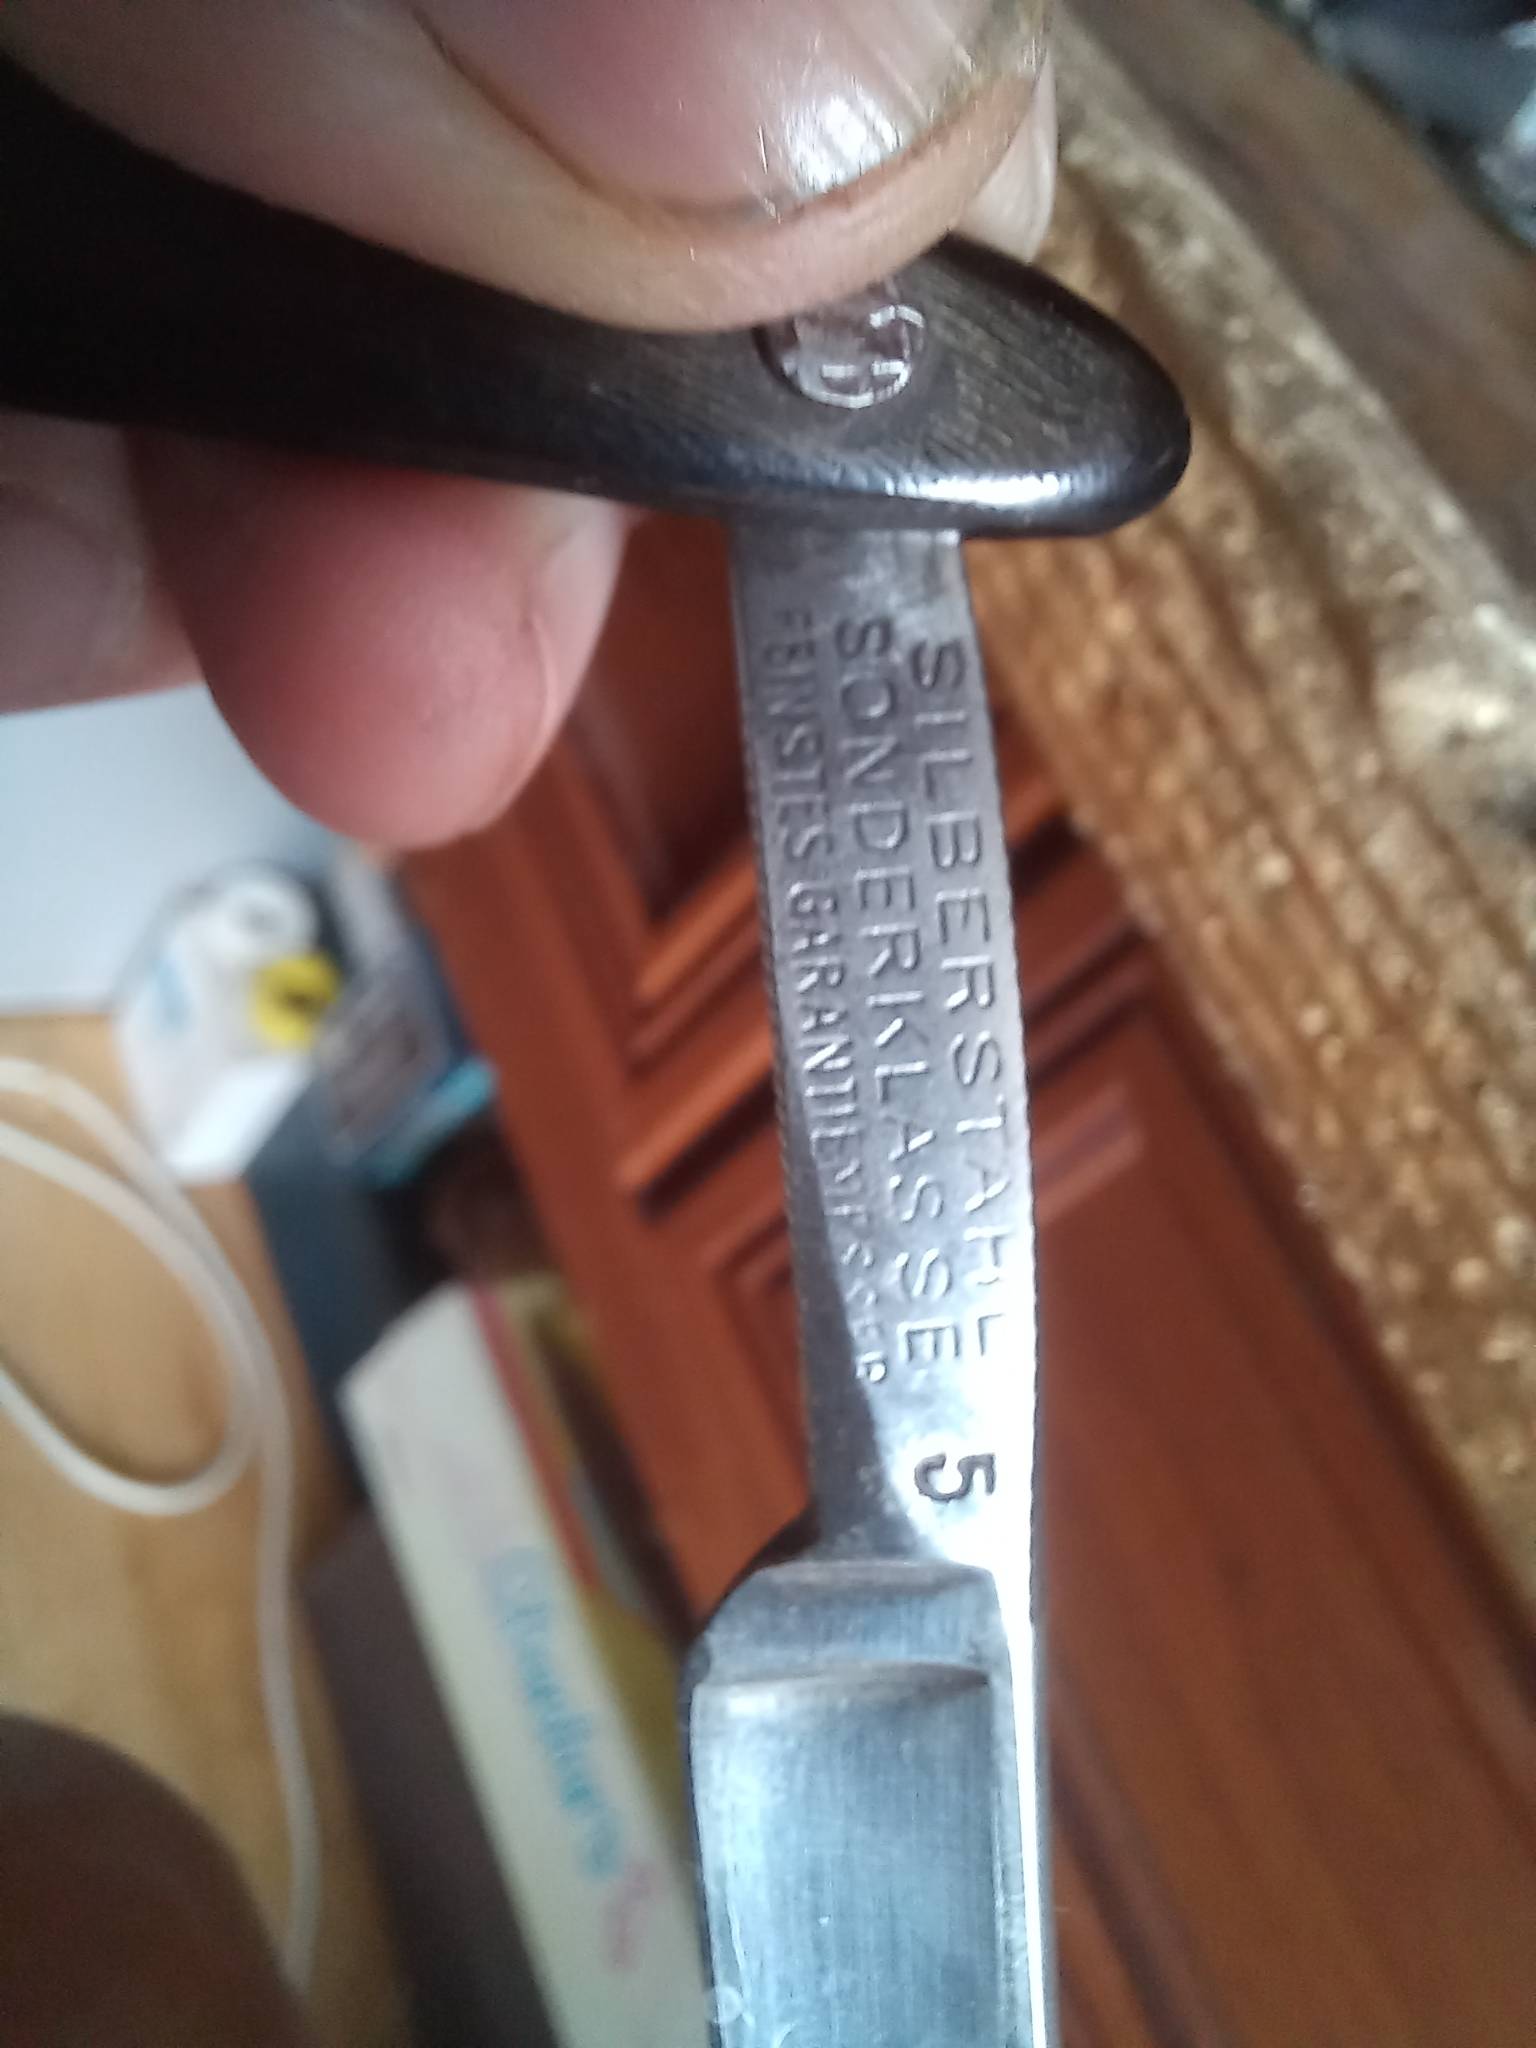 SILBERSTAHL 5
SONDERKLASSE
FEINSTES GARANTIEMESSER